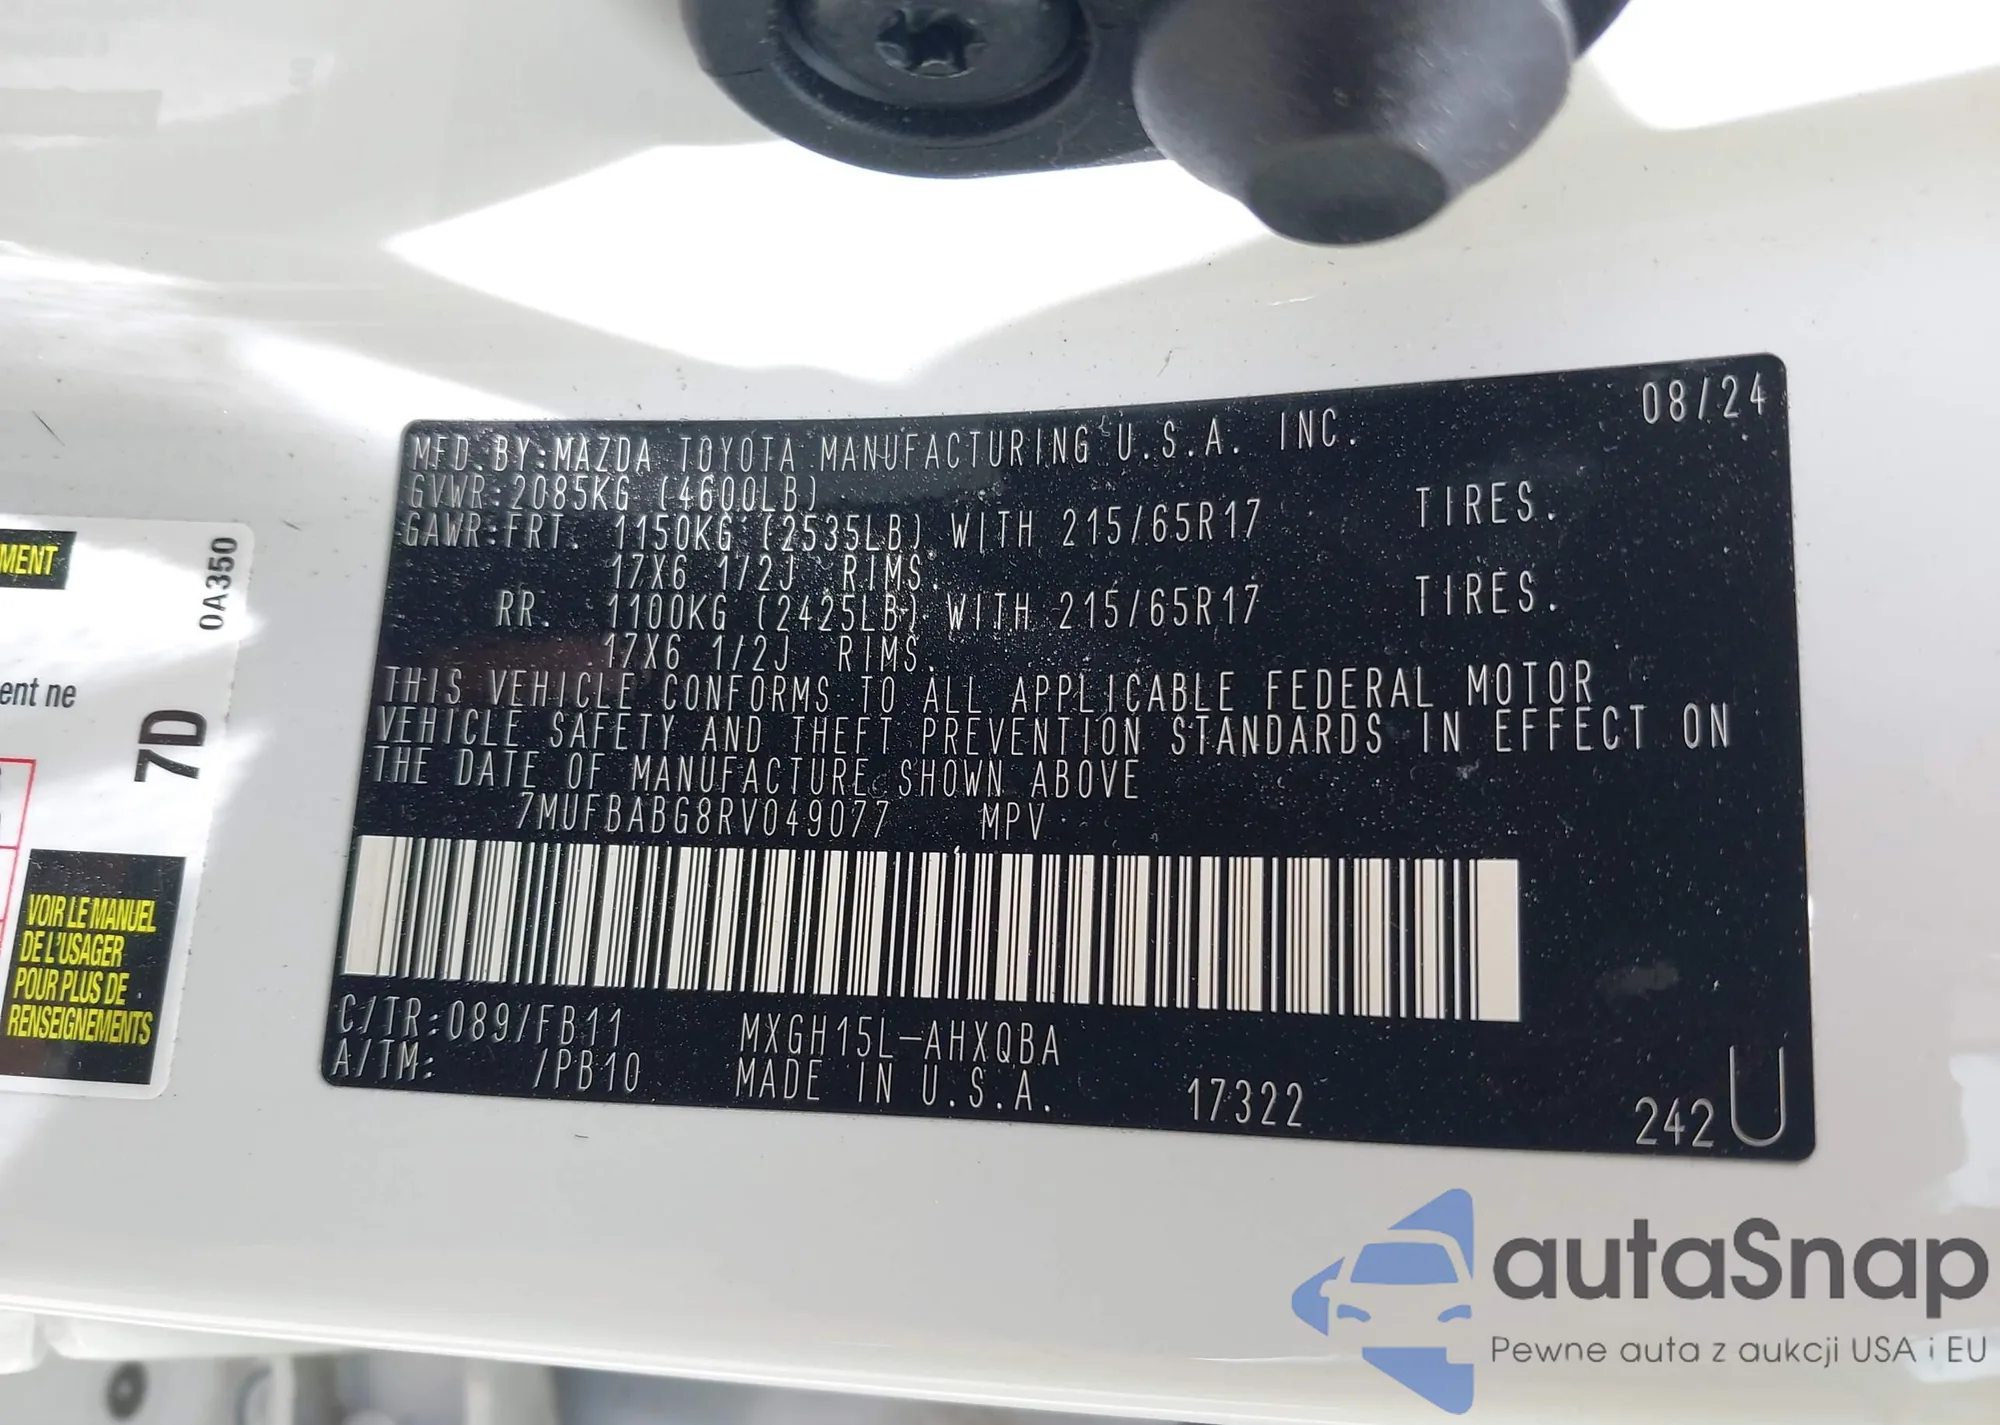 08/24
MFD.BY:MAZDA TOYOTA MANUFACTURING U.S.A. INC.
GVWR:2085KG (4600LB)
GAWR:FRT. 1150KG (2535LB) WITH 215/65R17 TIRES.
17X6 1/2J RIMS.
RR. 1100KG (2425LB) WITH 215/65R17 TIRES.
17X6 1/2J RIMS.
THIS VEHICLE CONFORMS TO ALL APPLICABLE FEDERAL MOTOR
VEHICLE SAFETY AND THEFT PREVENTION STANDARDS IN EFFECT ON
THE DATE OF MANUFACTURE SHOWN ABOVE
7MUFBABG8RV049077 MPV
C/TR:089/FB11 MXGH15L-AHXQBA
A/TM: /PB10 MADE IN U.S.A. 17322 242U
MENT
0A350
ent ne
7D
VOIR LE MANUEL
DE L'USAGER
POUR PLUS DE
RENSEIGNEMENTS
autaSnap
Pewne auta z aukcji USA i EU